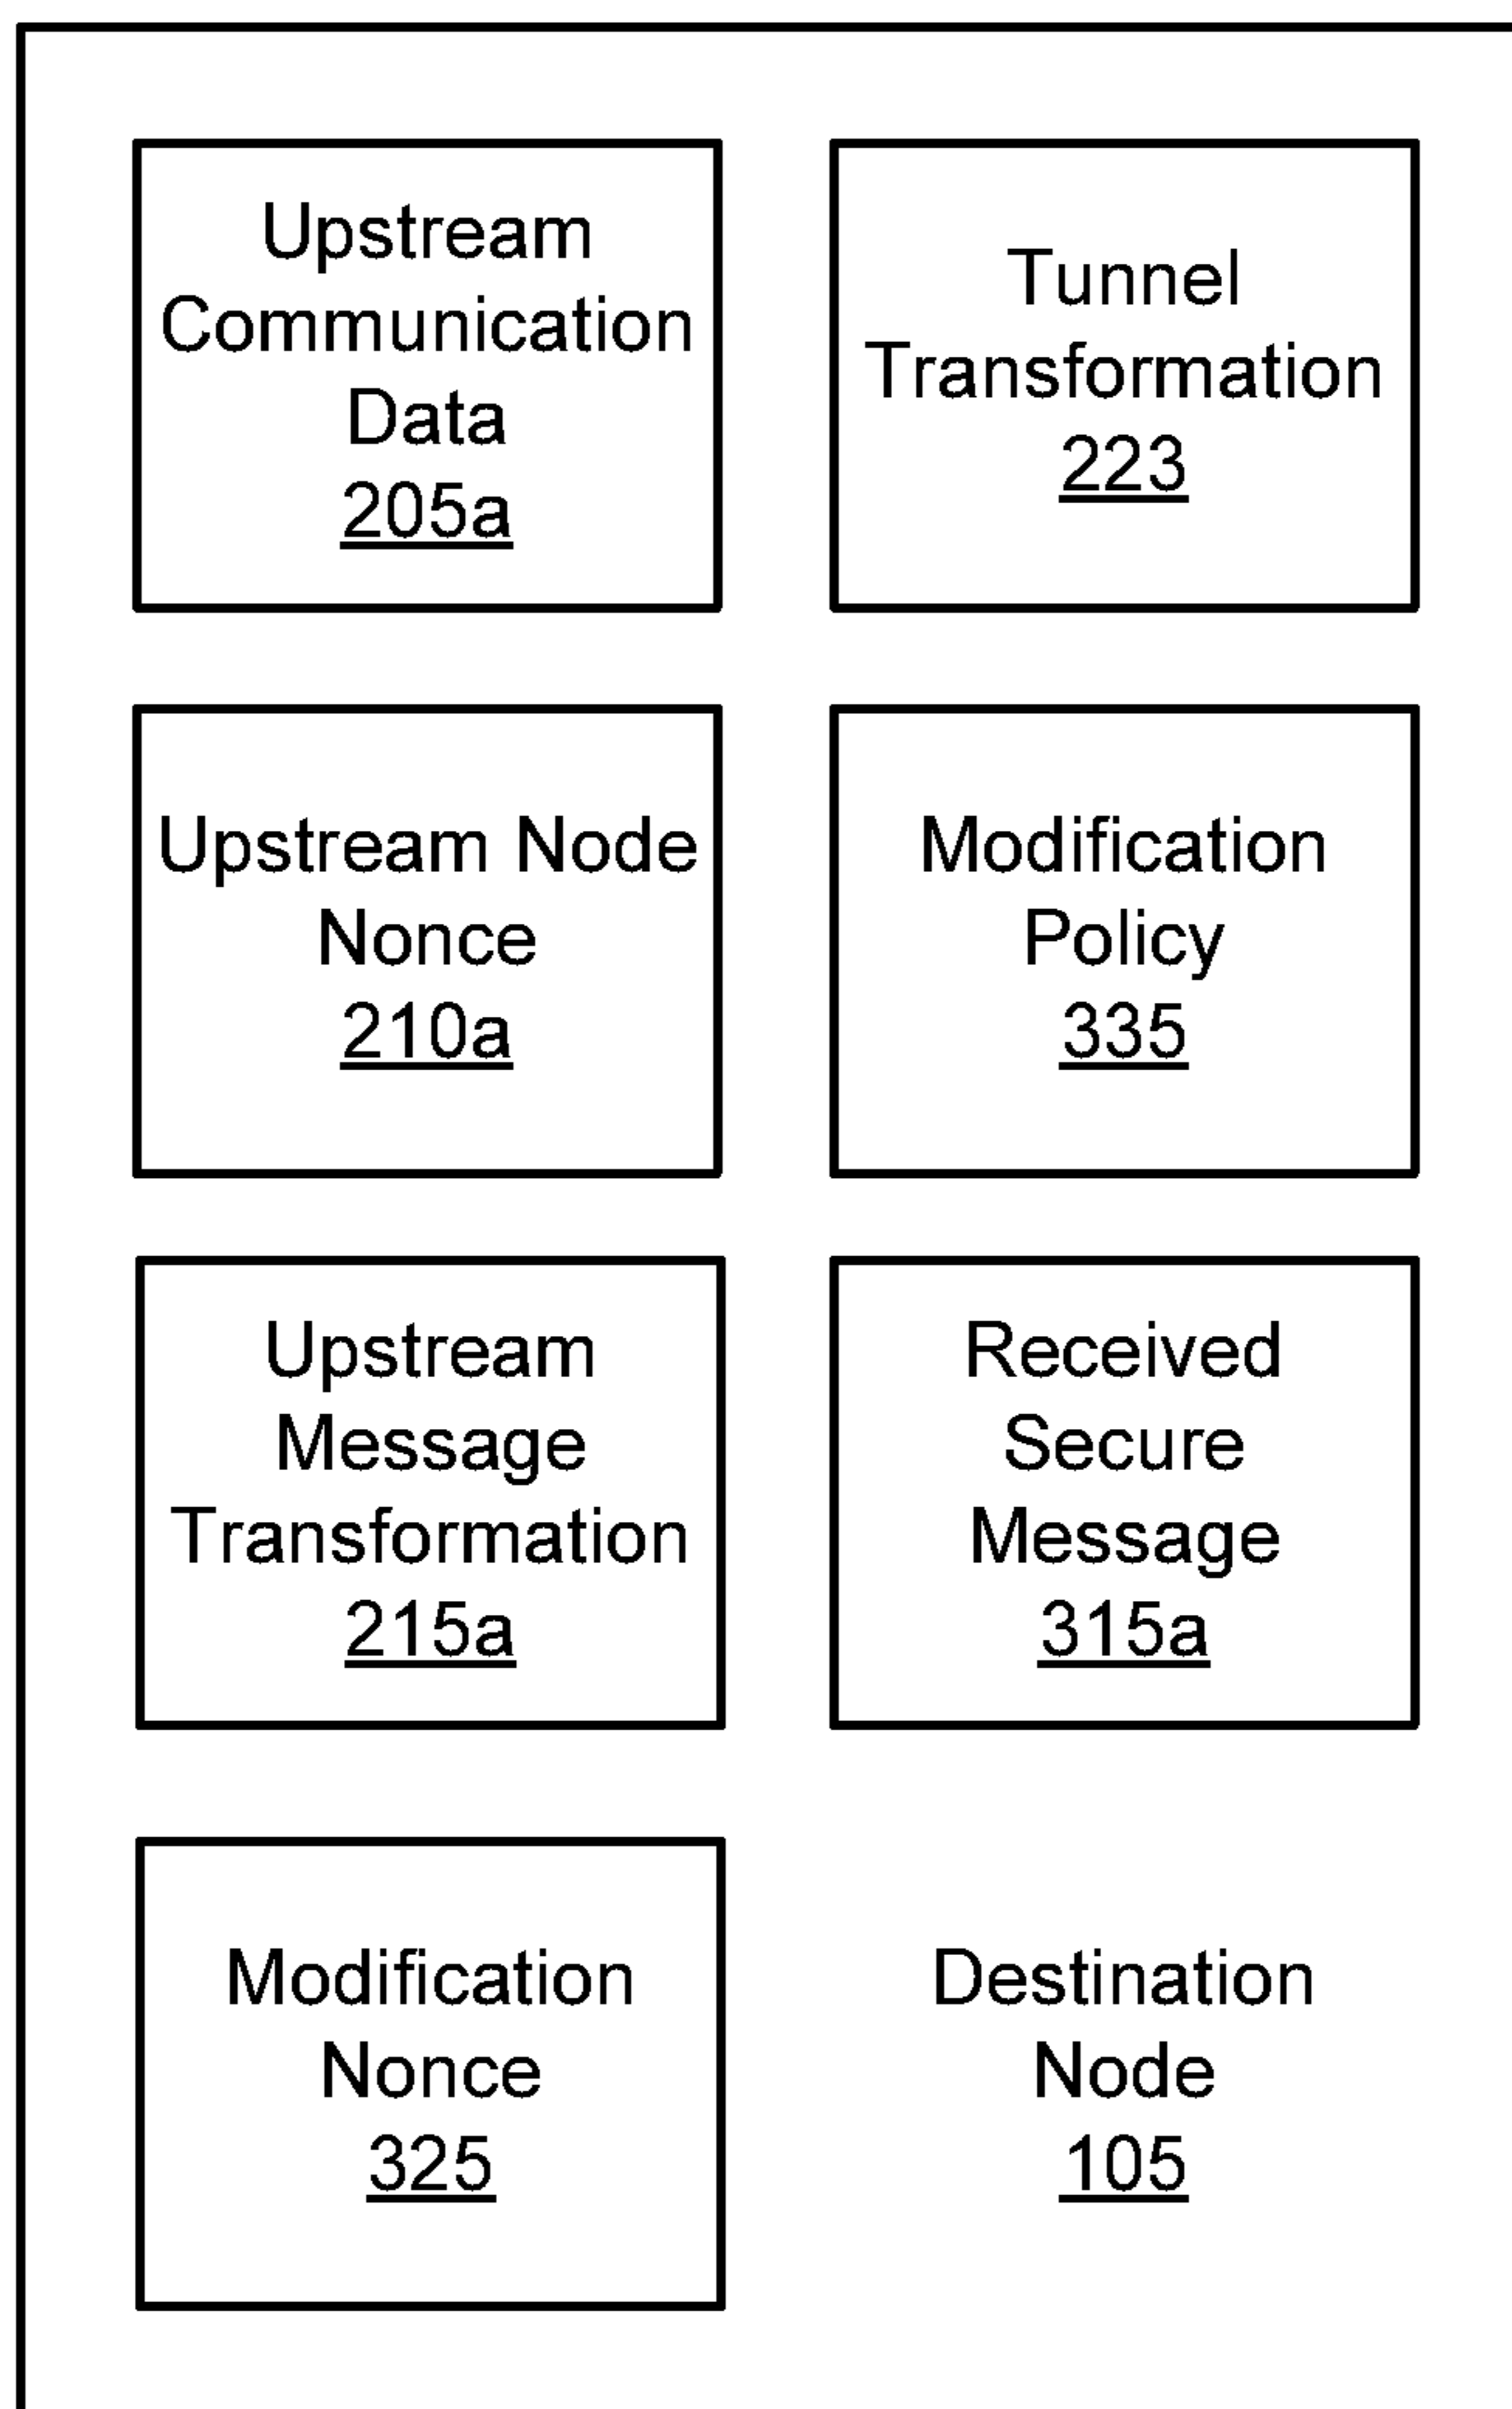 Upstream
Communication
Data
205a
Tunnel
Transformation
223
Upstream Node
Nonce
210a
Modification
Policy
335
Upstream
Message
Transformation
215a
Received
Secure
Message
315a
Modification
Nonce
325
Destination
Node
105